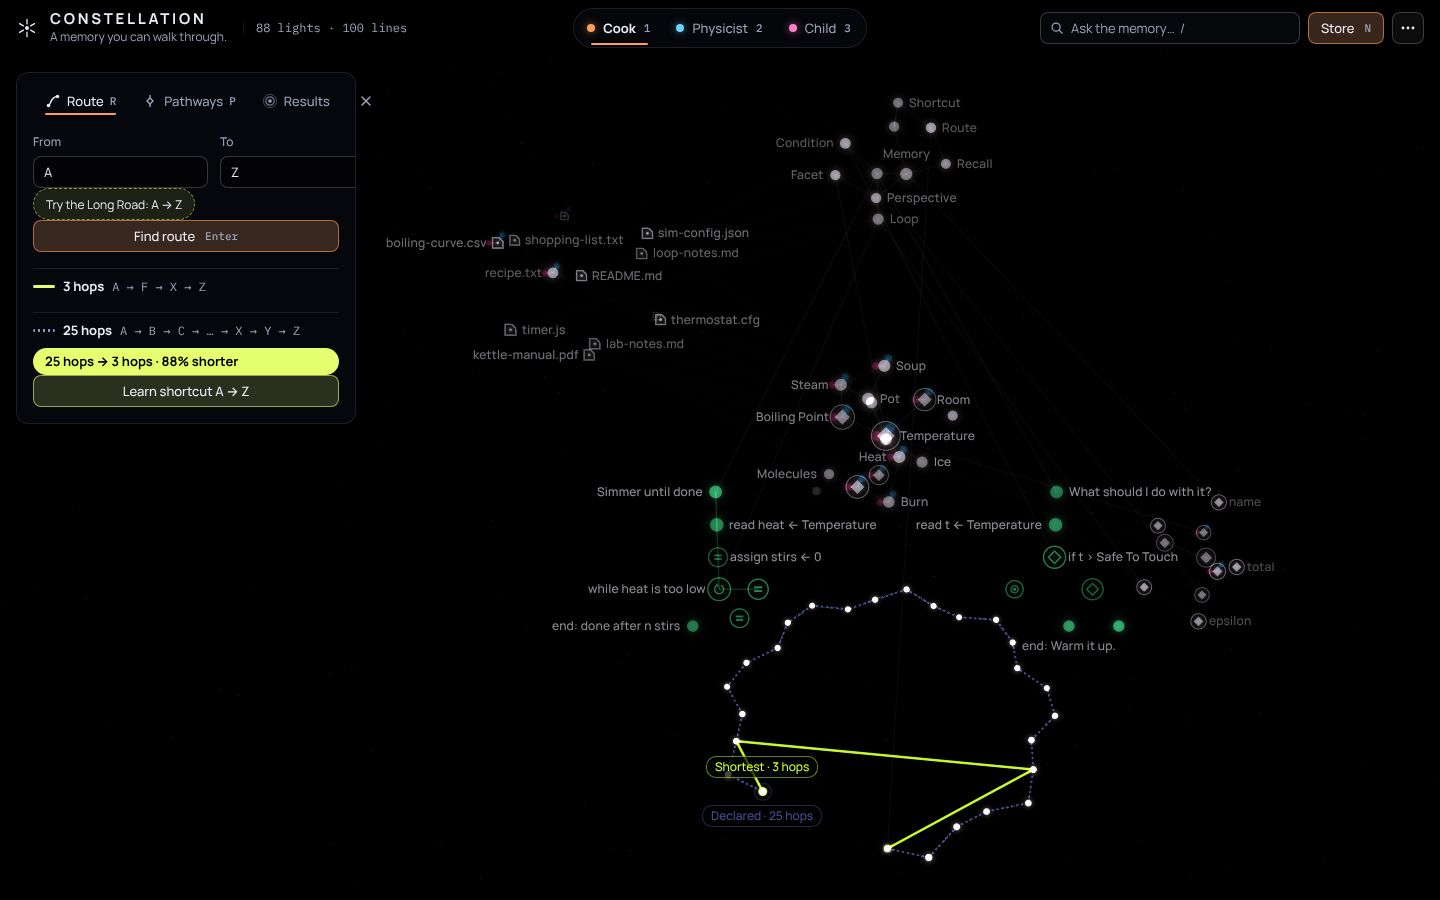 CONSTELLATION
A memory you can walk through.
88 lights · 100 lines
Cook 1
Physicist 2
Child 3
Ask the memory... /
Store N
Route R
Pathways P
Results
From
To
A
Z
Try the Long Road: A → Z
Find route Enter
3 hops A → F → X → Z
25 hops A → B → C → … → X → Y → Z
25 hops → 3 hops · 88% shorter
Learn shortcut A → Z
Shortcut
Route
Condition
Memory
Recall
Facet
Perspective
Loop
boiling-curve.csv
shopping-list.txt
sim-config.json
loop-notes.md
recipe.txt
README.md
thermostat.cfg
timer.js
lab-notes.md
kettle-manual.pdf
Soup
Steam
Pot
Room
Boiling Point
Temperature
Heat
Ice
Molecules
Burn
Simmer until done
What should I do with it?
name
read heat ← Temperature
read t ← Temperature
assign stirs ← 0
if t > Safe To Touch
total
while heat is too low
end: done after n stirs
epsilon
end: Warm it up.
Shortest · 3 hops
Declared · 25 hops